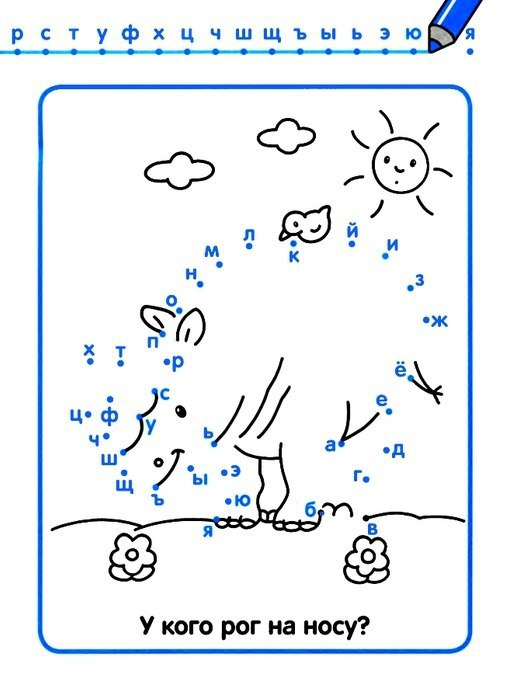 р с т у ф х ц ч ш щ ъ ы ь э ю я
л
к
й
и
м
н
з
о
ж
п
х т р
ё
с
е
ц ф у
ч
ь
а
ш
д
щ
ъ
ы
э
г
ю
б
я
в
У кого рог на носу?